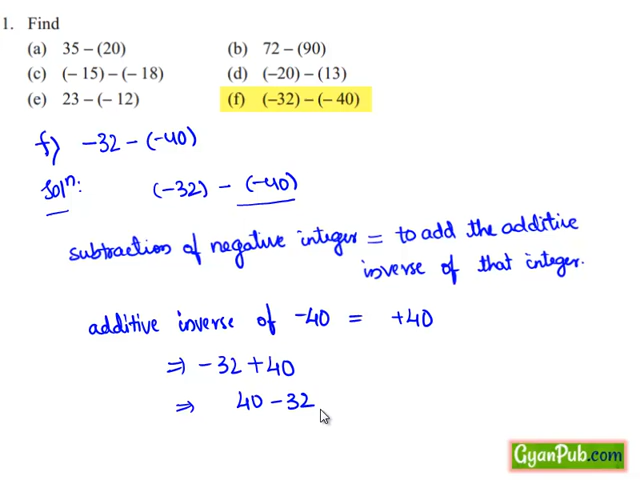 1. Find
(a) 35 – (20) (b) 72 – (90)
(c) (– 15) – (– 18) (d) (–20) – (13)
(e) 23 – (– 12) (f) (–32) – (– 40)
f) -32 - (-40)
Solⁿ: (-32) - (-40)
subtraction of negative integer = to add the additive
inverse of that integer.
additive inverse of -40 = +40
⇒ -32 + 40
⇒ 40 - 32
GyanPub.com